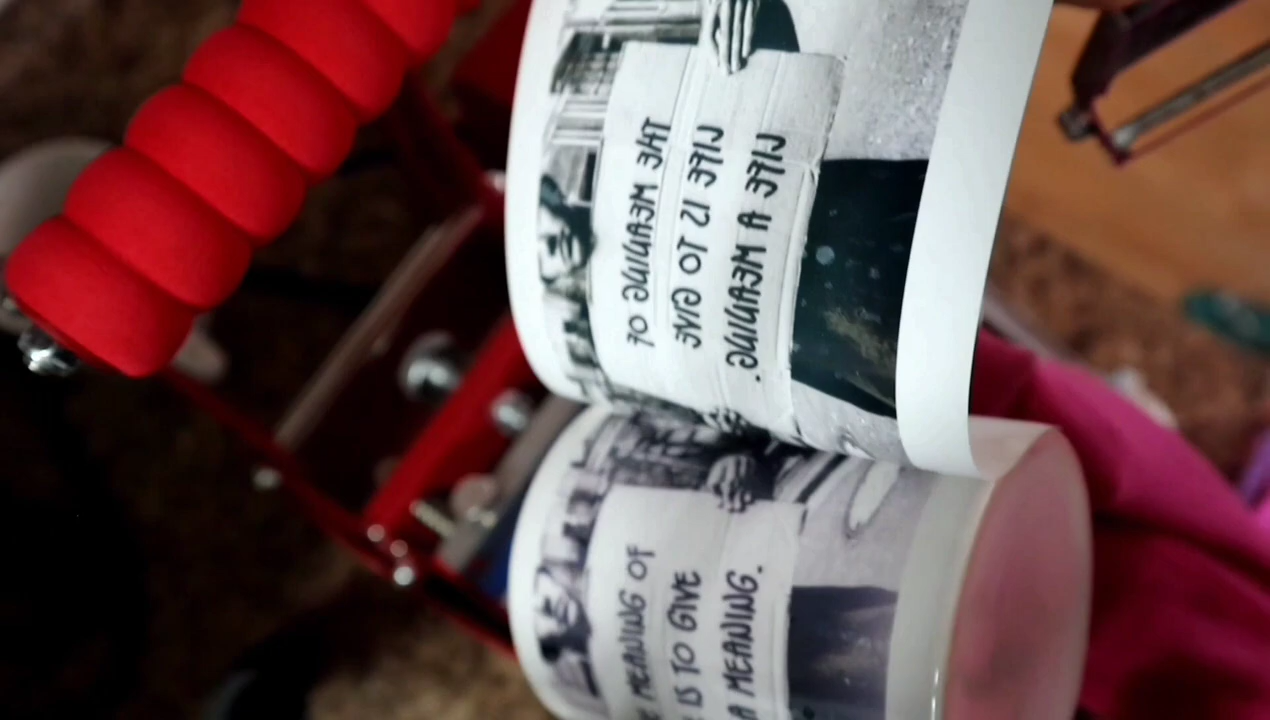 THE MEANING OF
LIFE IS TO GIVE
LIFE A MEANING.
MEANING OF
IS TO GIVE
A MEANING.